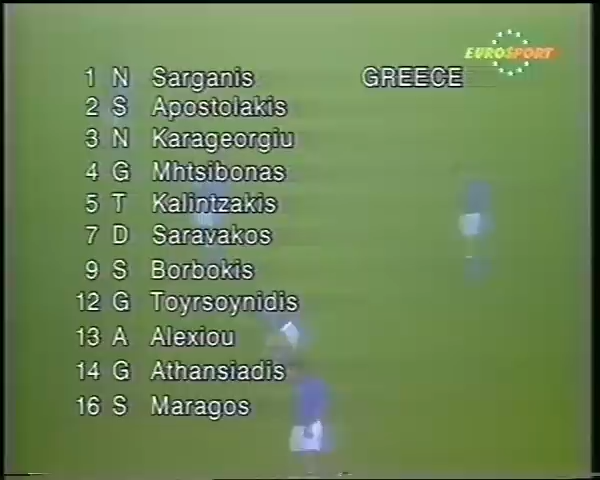 EUROSPORT
1 N Sarganis GREECE
2 S Apostolakis
3 N Karageorgiu
4 G Mhtsibonas
5 T Kalintzakis
7 D Saravakos
9 S Borbokis
12 G Toyrsoynidis
13 A Alexiou
14 G Athansiadis
16 S Maragos